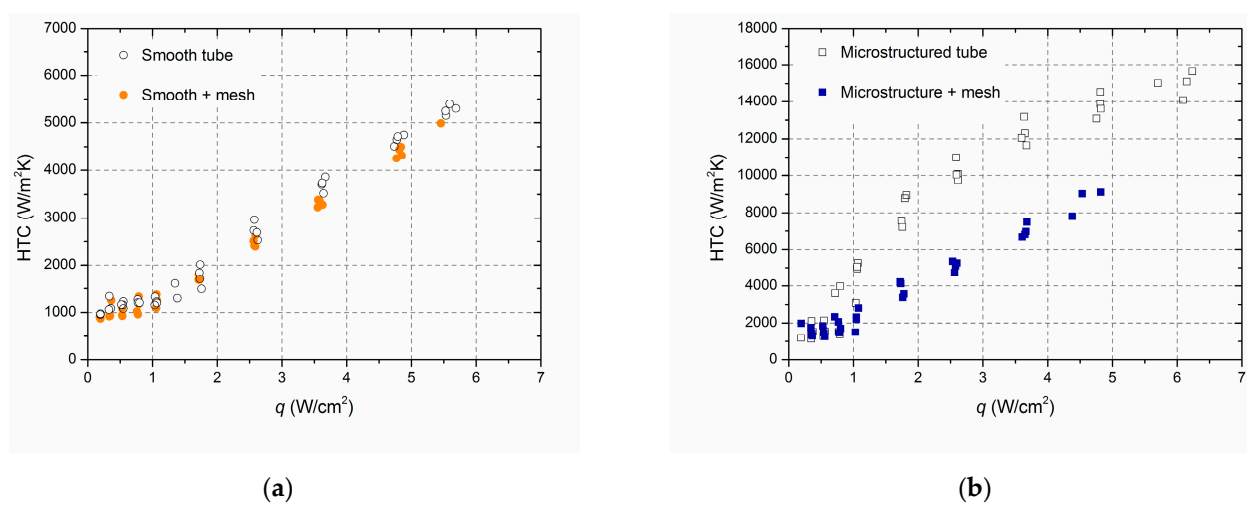 7000
6000
5000
4000
3000
2000
1000
0
HTC (W/m²K)
Smooth tube
Smooth + mesh
0 1 2 3 4 5 6 7
q (W/cm²)
(a)
18000
16000
14000
12000
10000
8000
6000
4000
2000
0
HTC (W/m²K)
Microstructured tube
Microstructure + mesh
0 1 2 3 4 5 6 7
q (W/cm²)
(b)